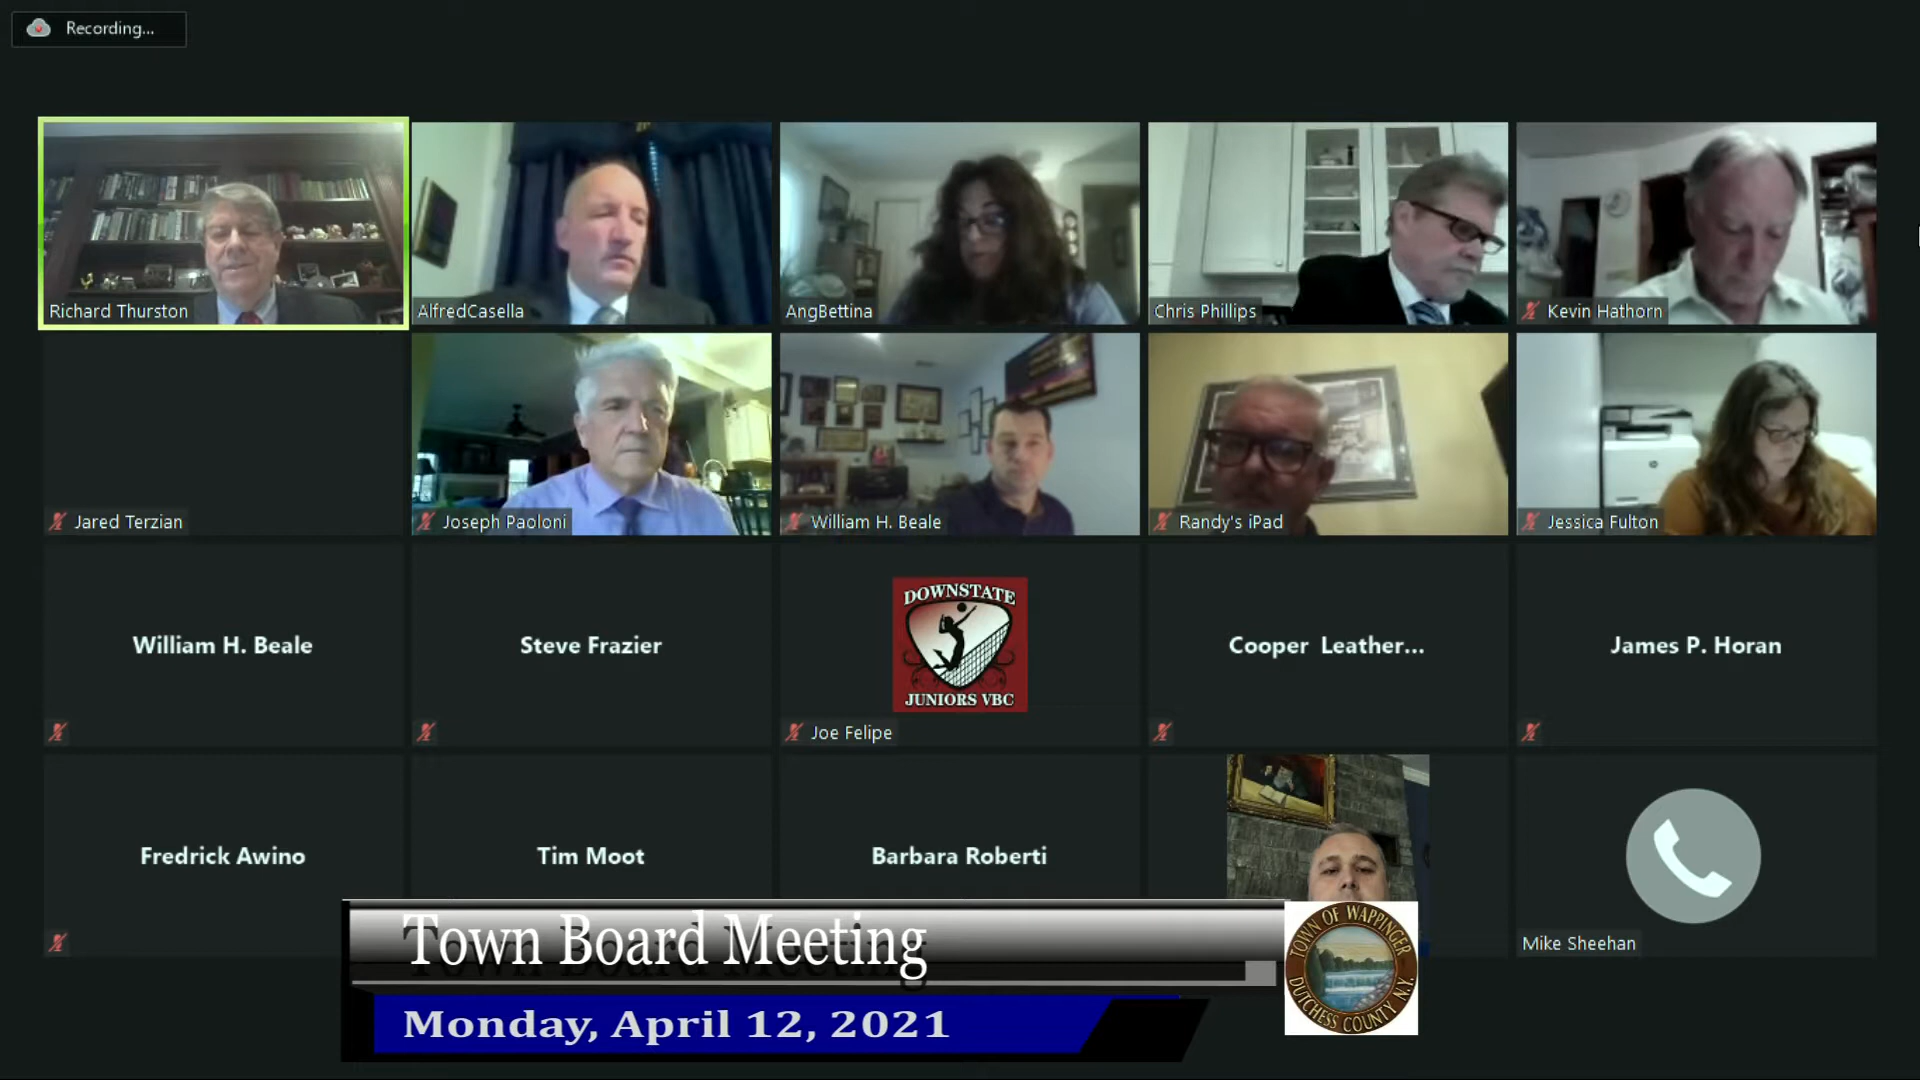 Recording...
Richard Thurston
AlfredCasella
AngBettina
Chris Phillips
Kevin Hathorn
Jared Terzian
Joseph Paoloni
William H. Beale
Randy's iPad
Jessica Fulton
William H. Beale
Steve Frazier
DOWNSTATE
JUNIORS VBC
Joe Felipe
Cooper Leather...
James P. Horan
Fredrick Awino
Tim Moot
Barbara Roberti
Mike Sheehan
Town Board Meeting
Monday, April 12, 2021
TOWN OF WAPPINGER
DUTCHESS COUNTY N.Y.